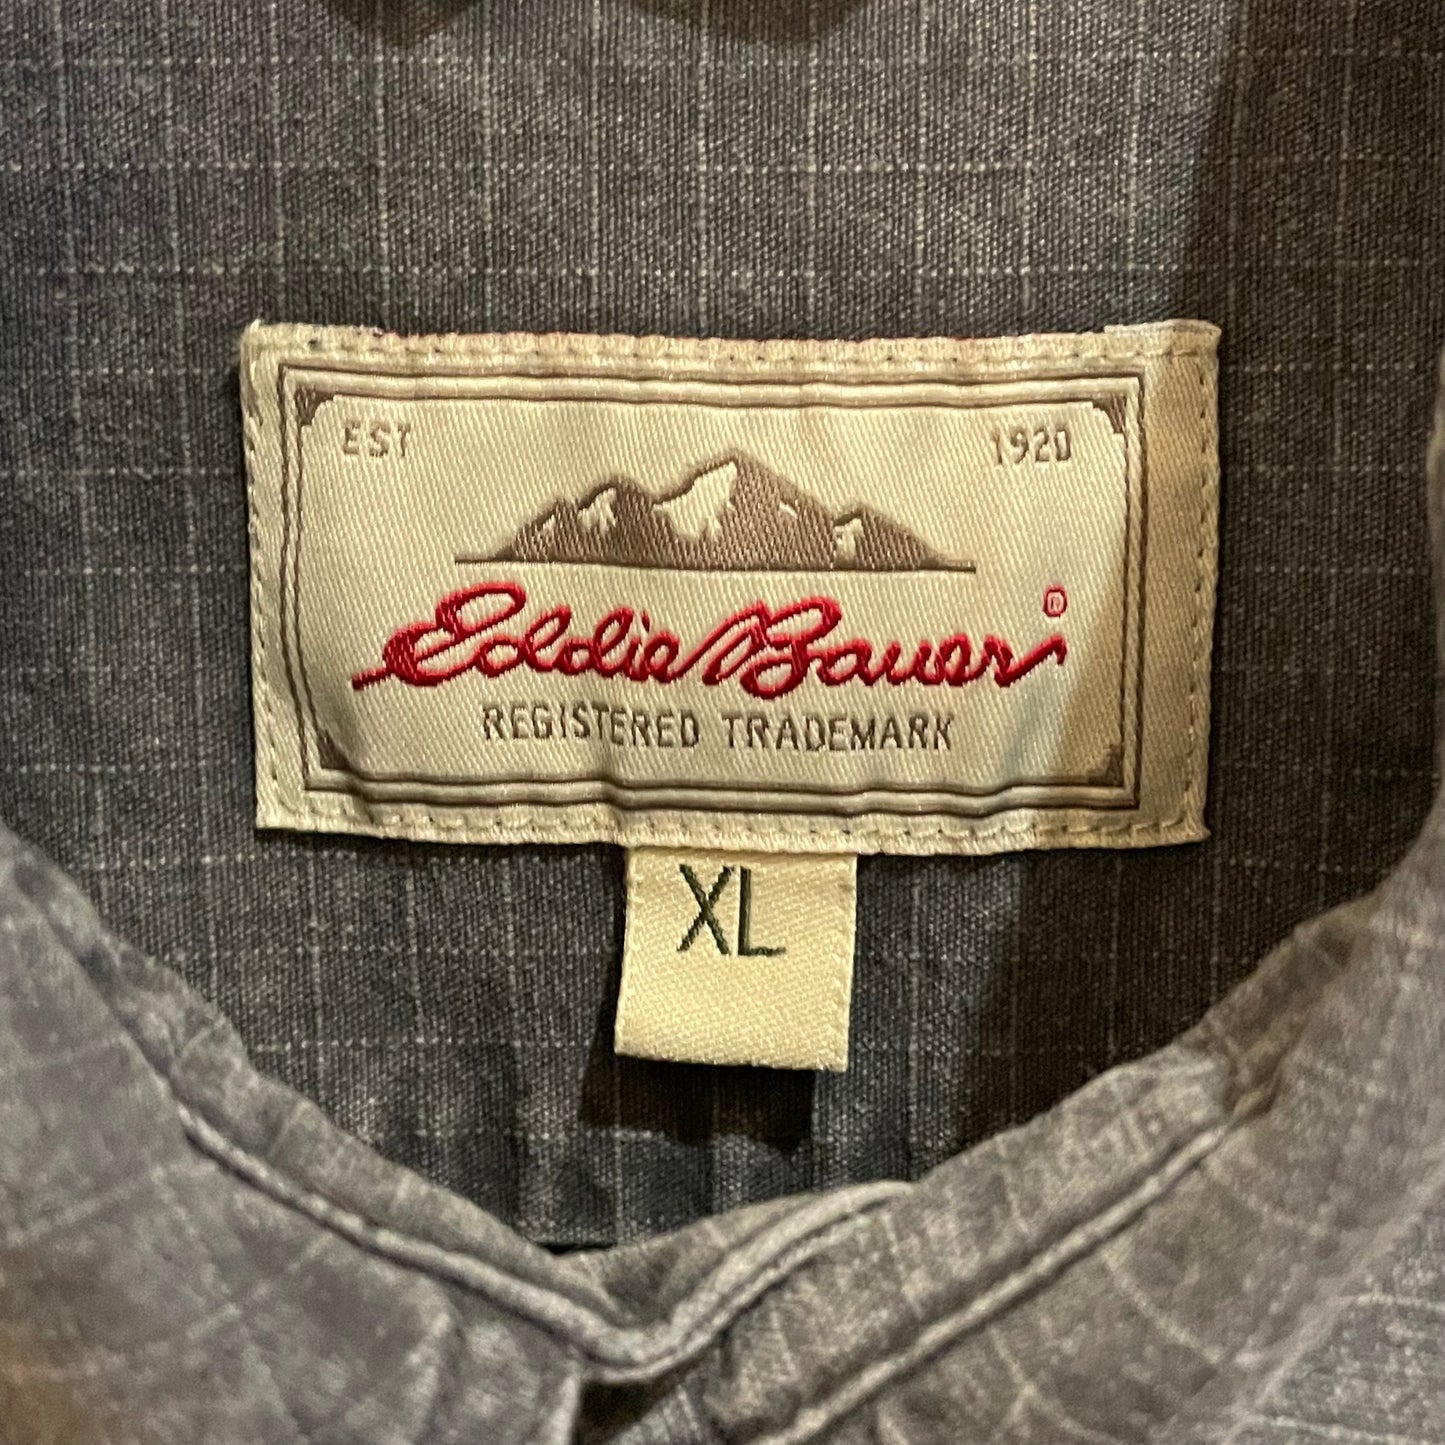 EST 1920
Eddie Bauer ®
REGISTERED TRADEMARK
XL